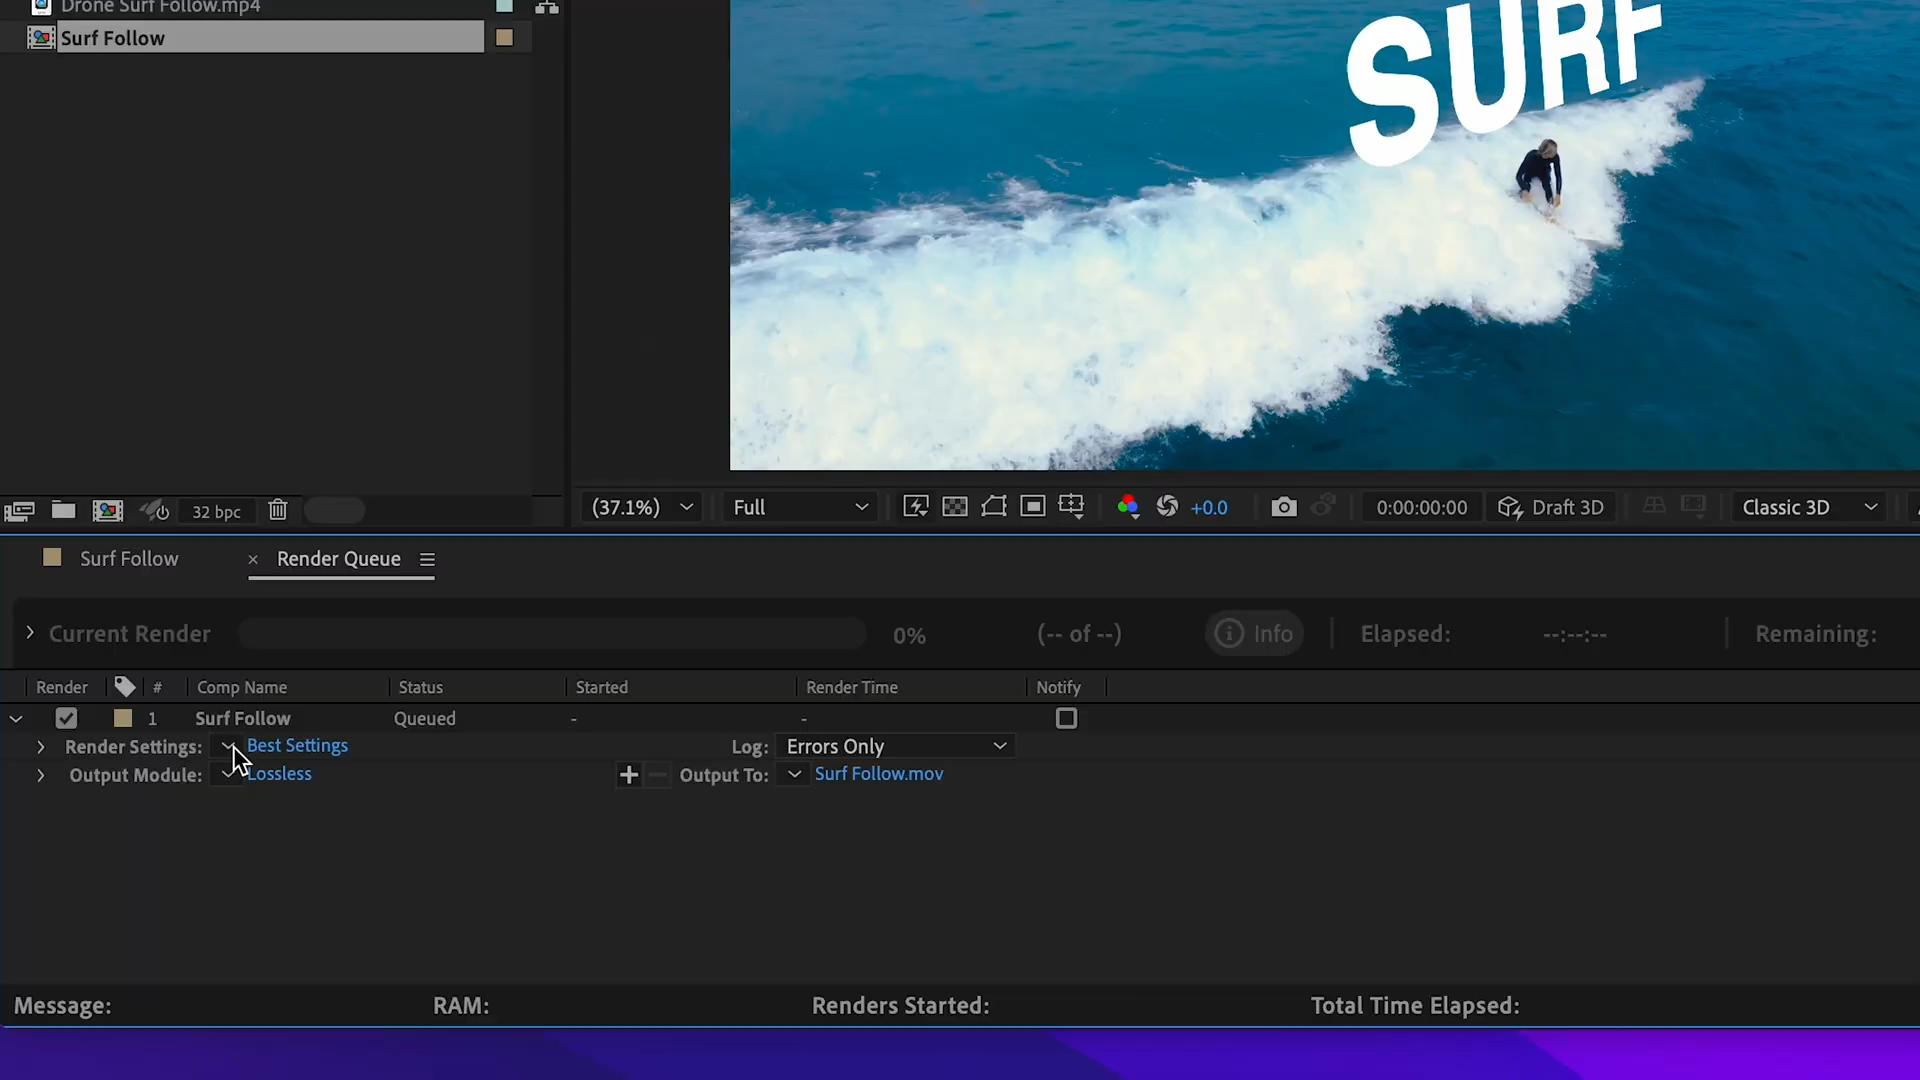 Drone Surf Follow.mp4
Surf Follow
SURF
32 bpc
(37.1%)
Full
+0.0
0:00:00:00
Draft 3D
Classic 3D
Surf Follow
× Render Queue
Current Render
0%
(-- of --)
Info
Elapsed:
--:--:--
Remaining:
Render # Comp Name Status Started Render Time Notify
1 Surf Follow Queued - -
Render Settings: Best Settings Log: Errors Only
Output Module: Lossless + Output To: Surf Follow.mov
Message: RAM: Renders Started: Total Time Elapsed: